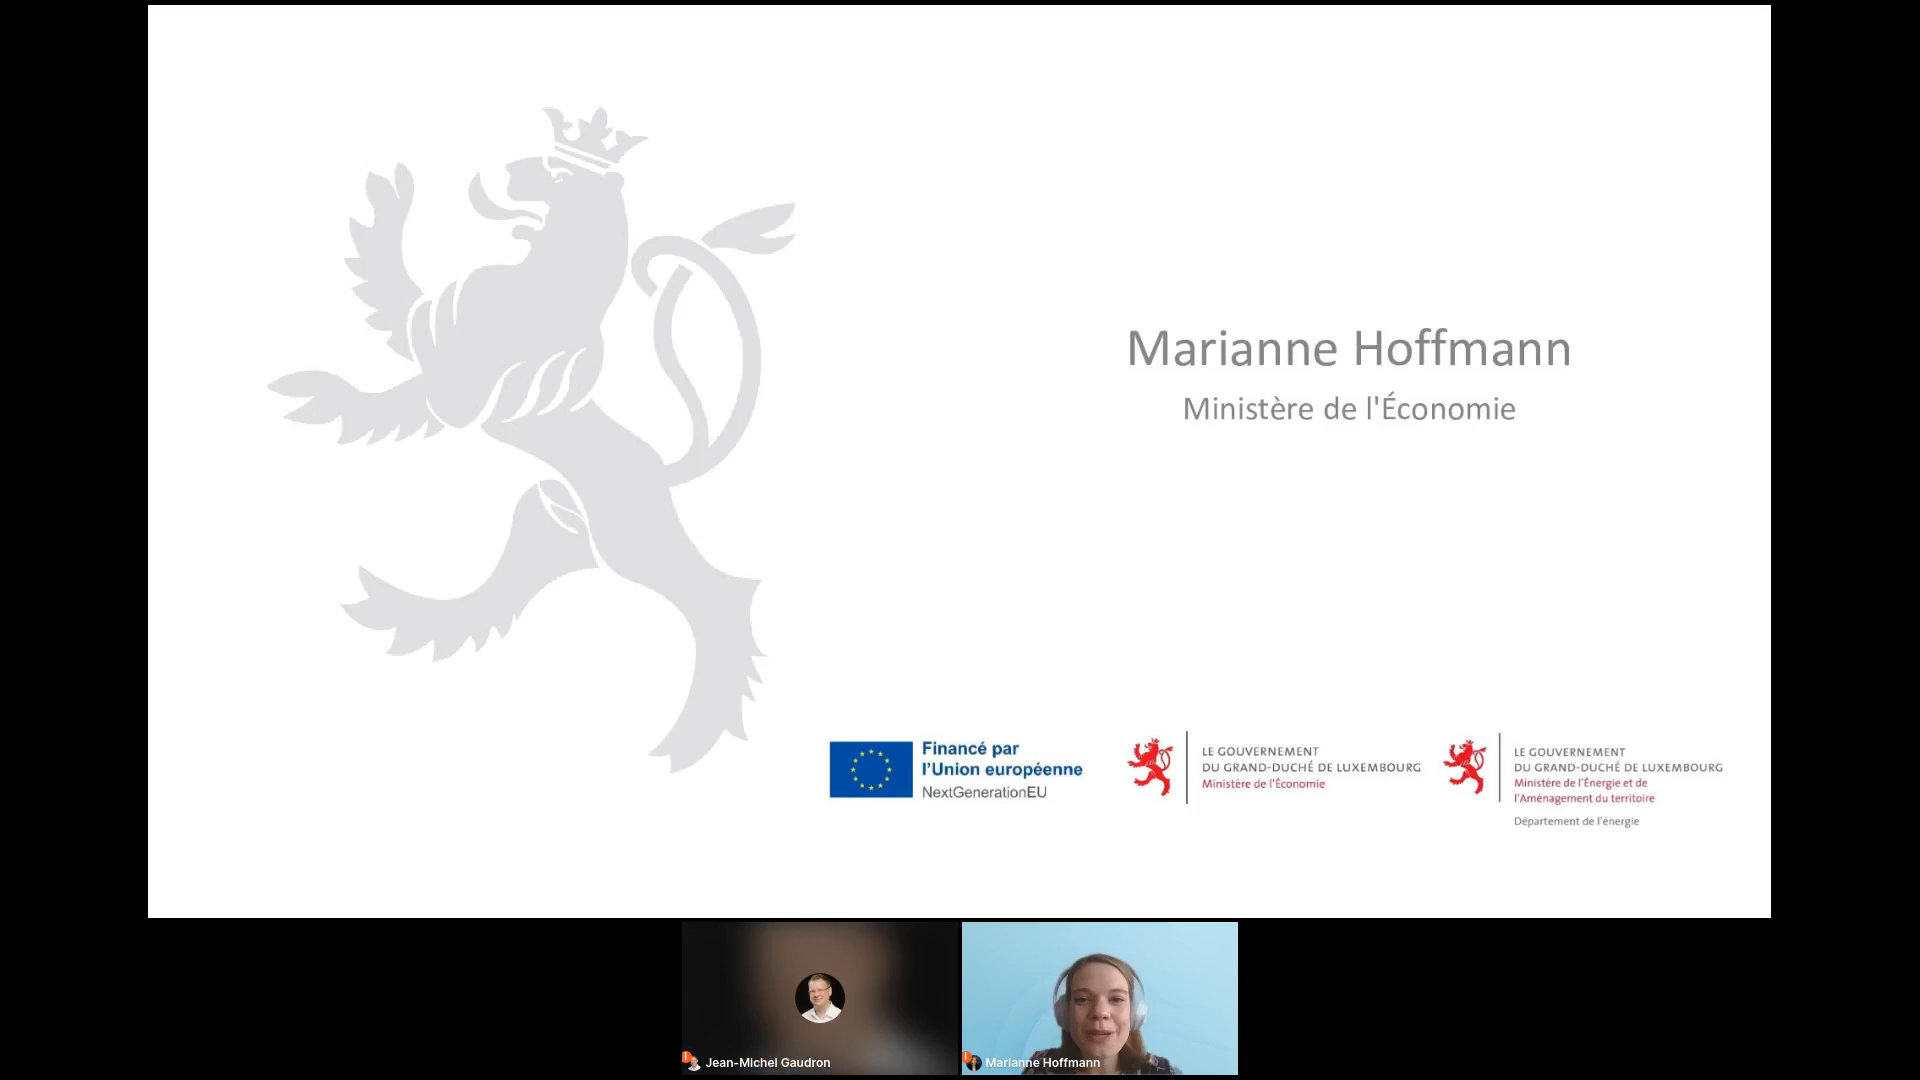 Marianne Hoffmann
Ministère de l'Économie
Financé par
l'Union européenne
NextGenerationEU
LE GOUVERNEMENT
DU GRAND-DUCHÉ DE LUXEMBOURG
Ministère de l'Économie
LE GOUVERNEMENT
DU GRAND-DUCHÉ DE LUXEMBOURG
Ministère de l'Énergie et de
l'Aménagement du territoire
Département de l'énergie
Jean-Michel Gaudron
Marianne Hoffmann